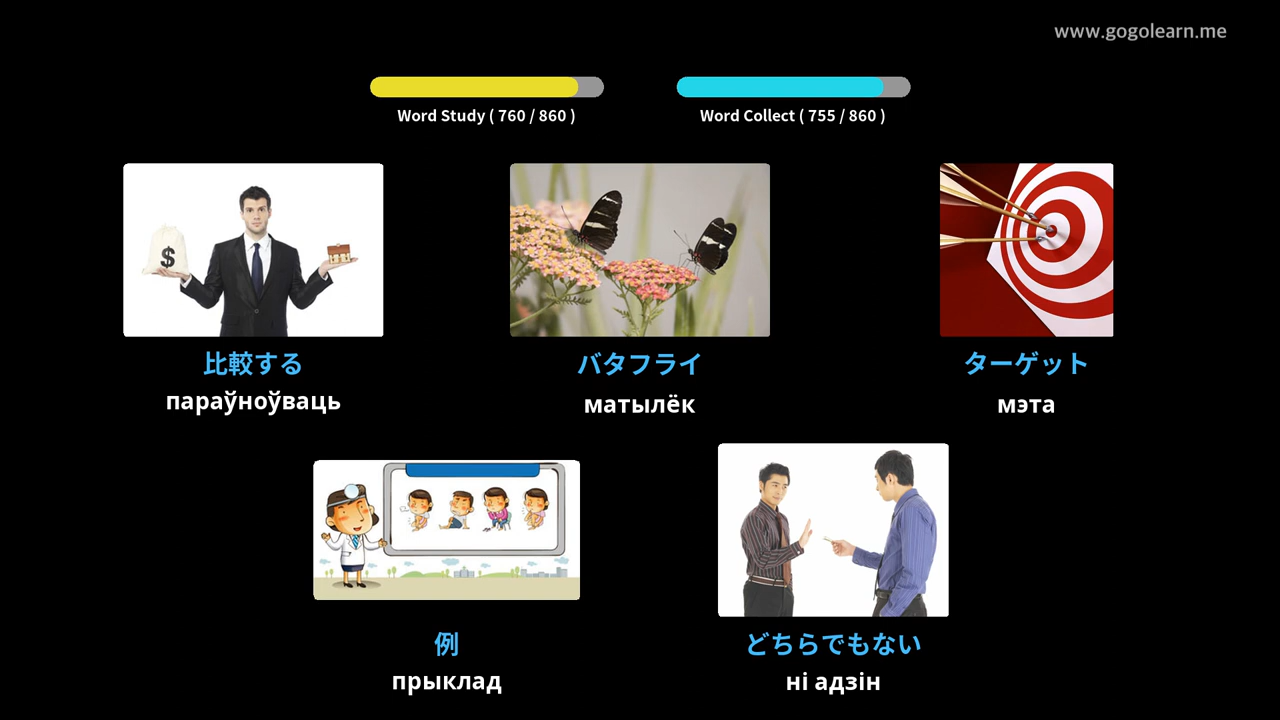 www.gogolearn.me
Word Study ( 760 / 860 )
Word Collect ( 755 / 860 )
$
比較する
параўноўваць
バタフライ
матылёк
ターゲット
мэта
例
прыклад
どちらでもない
ні адзін